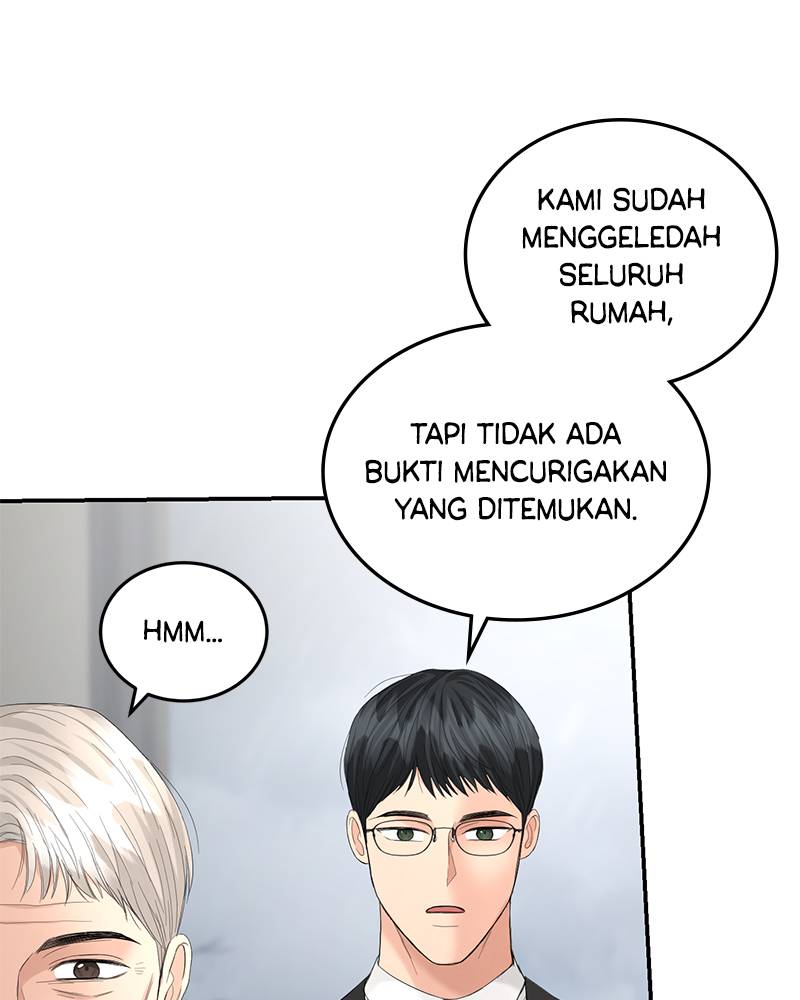 KAMI SUDAH
MENGGELEDAH
SELURUH
RUMAH,
TAPI TIDAK ADA
BUKTI MENCURIGAKAN
YANG DITEMUKAN.
HMM...